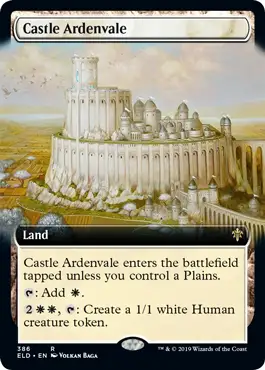 Castle Ardenvale
Land
Castle Ardenvale enters the battlefield
tapped unless you control a Plains.
: Add .
2, : Create a 1/1 white Human
creature token.
386 R
ELD • EN VOLKAN BAGA
™ & © 2019 Wizards of the Coast